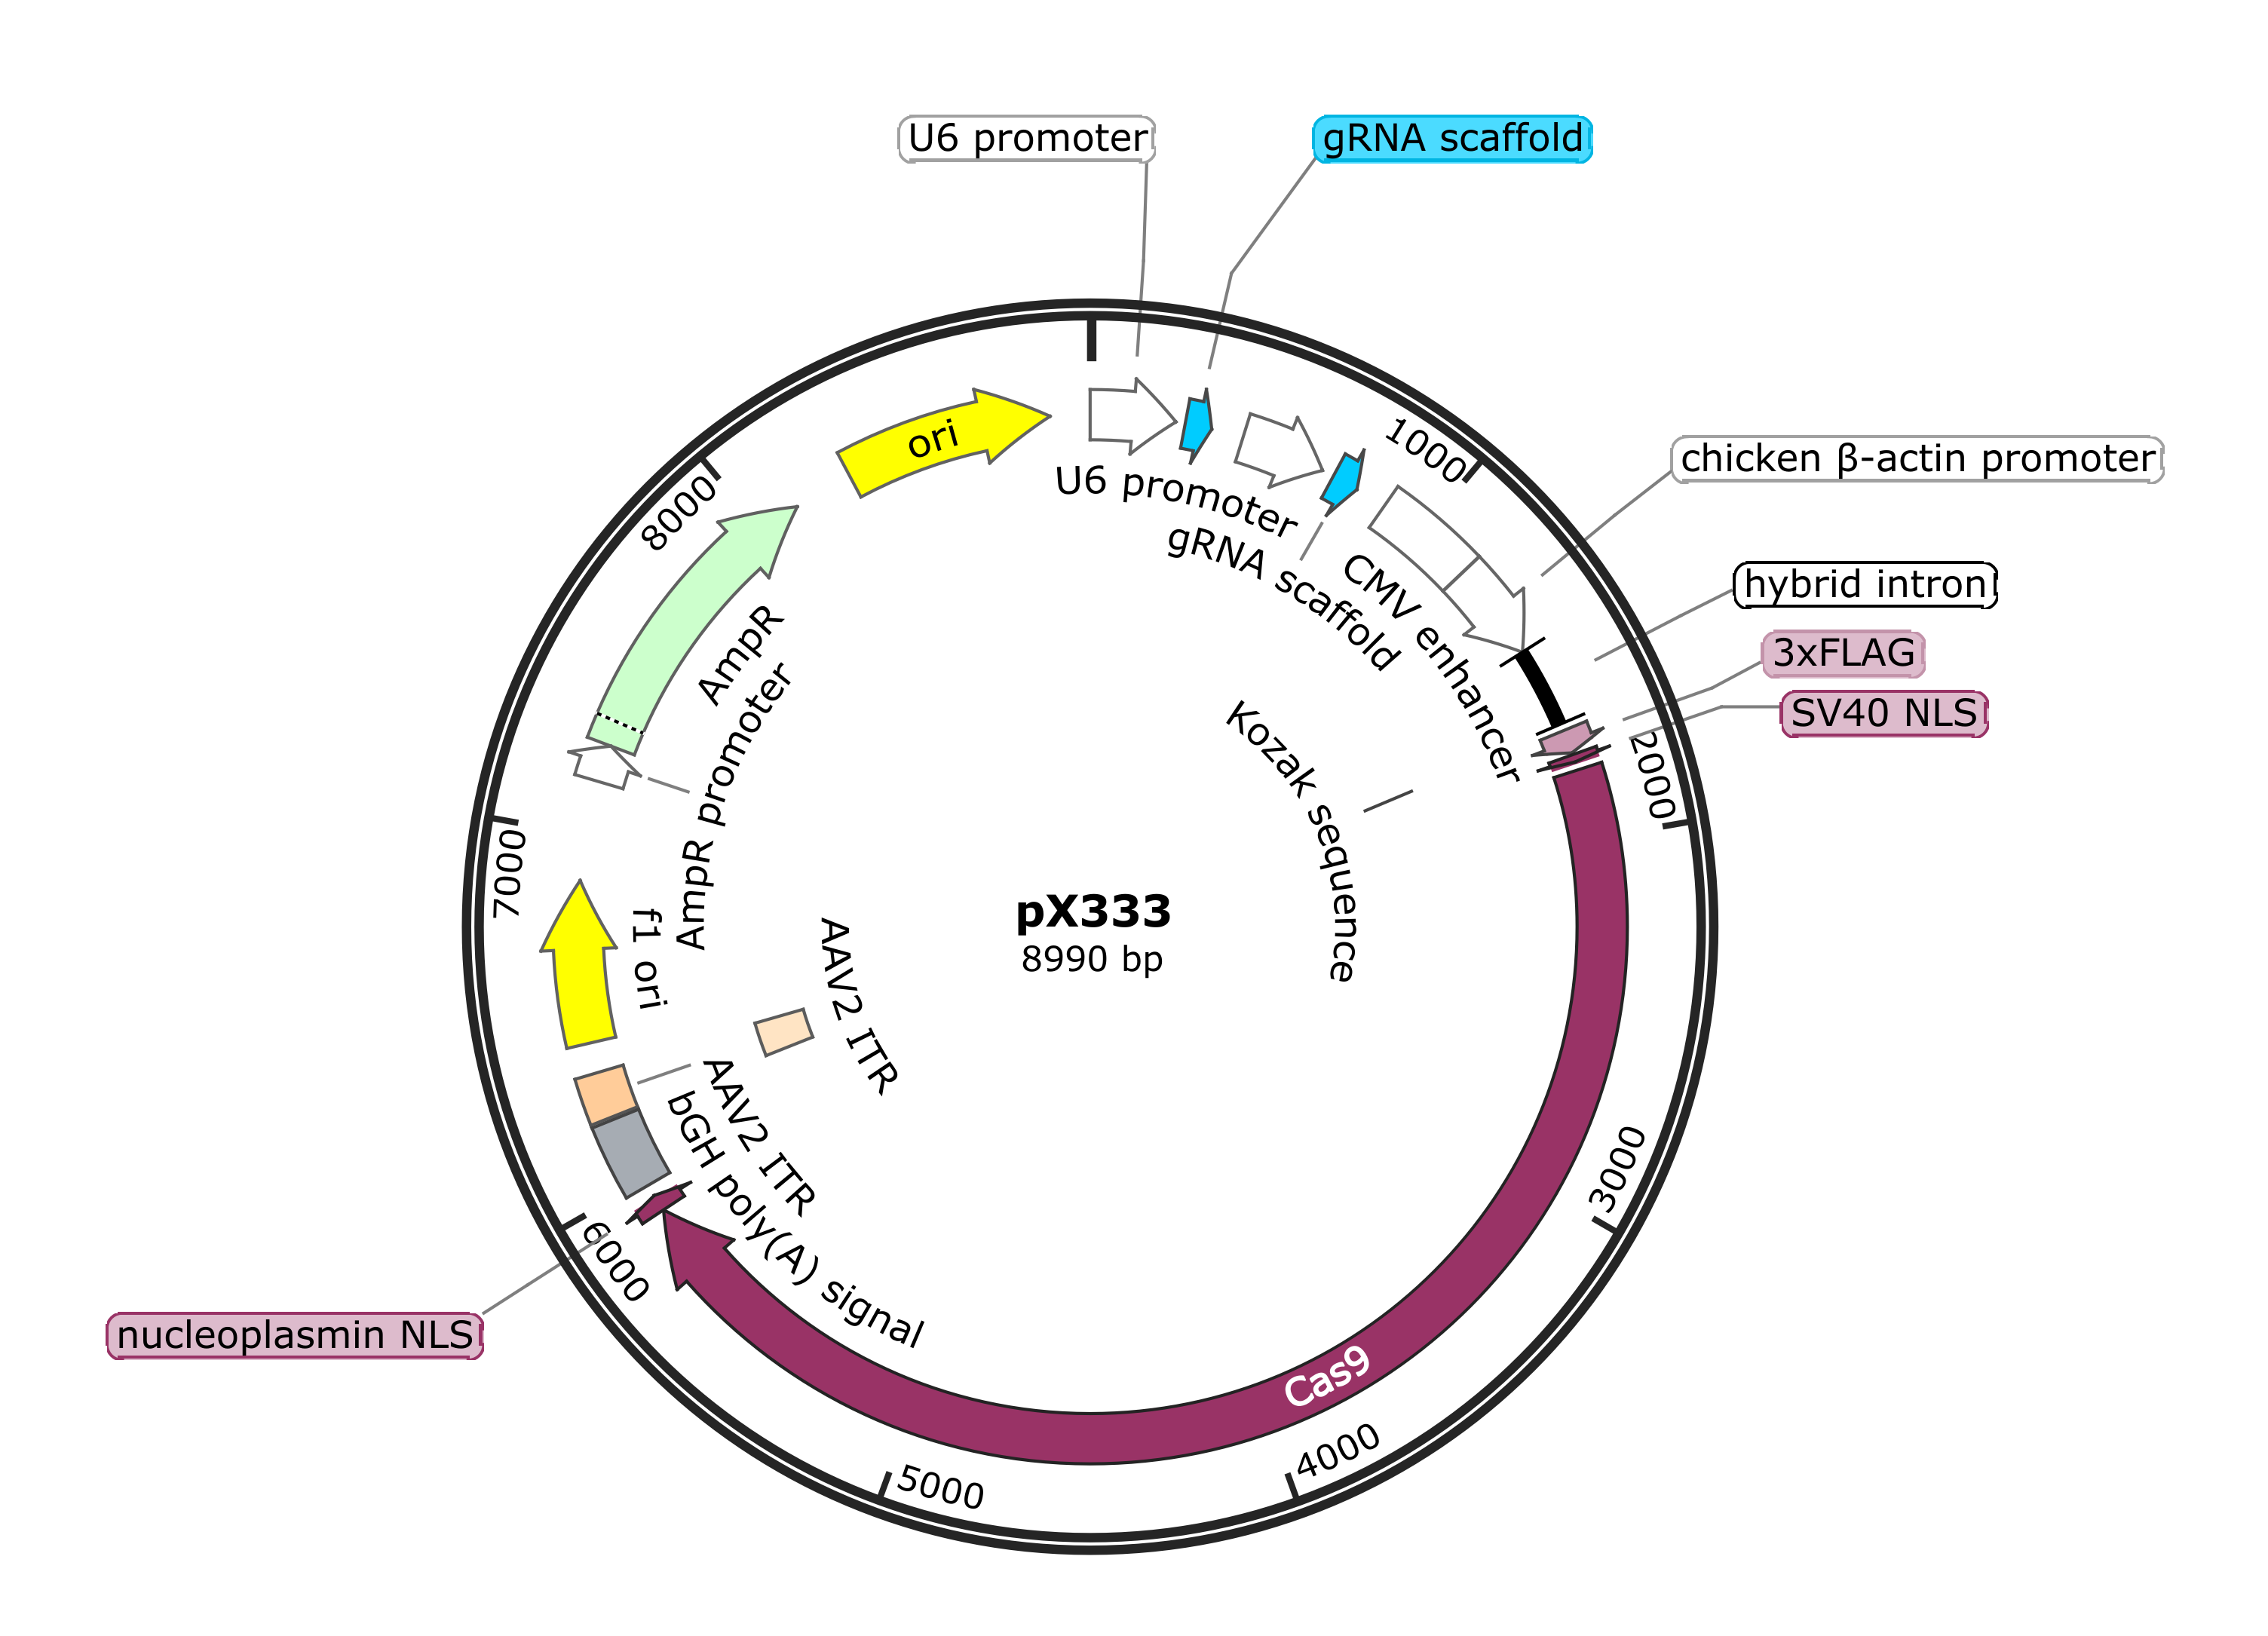 U6 promoter
gRNA scaffold
chicken β-actin promoter
hybrid intron
3xFLAG
SV40 NLS
1000
2000
3000
4000
5000
6000
7000
8000
ori
U6 promoter
gRNA scaffold
CMV enhancer
Kozak sequence
AmpR
AmpR promoter
f1 ori
AAV2 ITR
AAV2 ITR
bGH poly(A) signal
pX333
8990 bp
Cas9
nucleoplasmin NLS